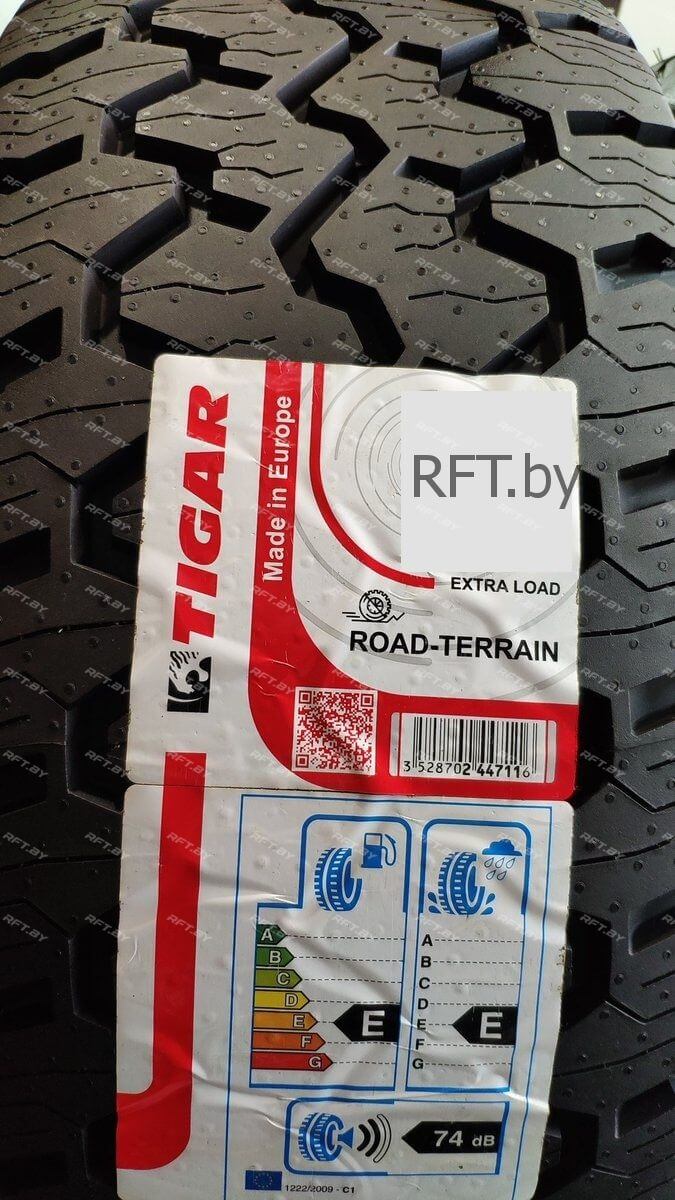 TIGAR
Made in Europe
RFT.by
EXTRA LOAD
ROAD-TERRAIN
3 528702 447116
A
B
C
D
E
F
G
E
A
B
C
D
E
F
G
E
74 dB
1222/2009 - C1